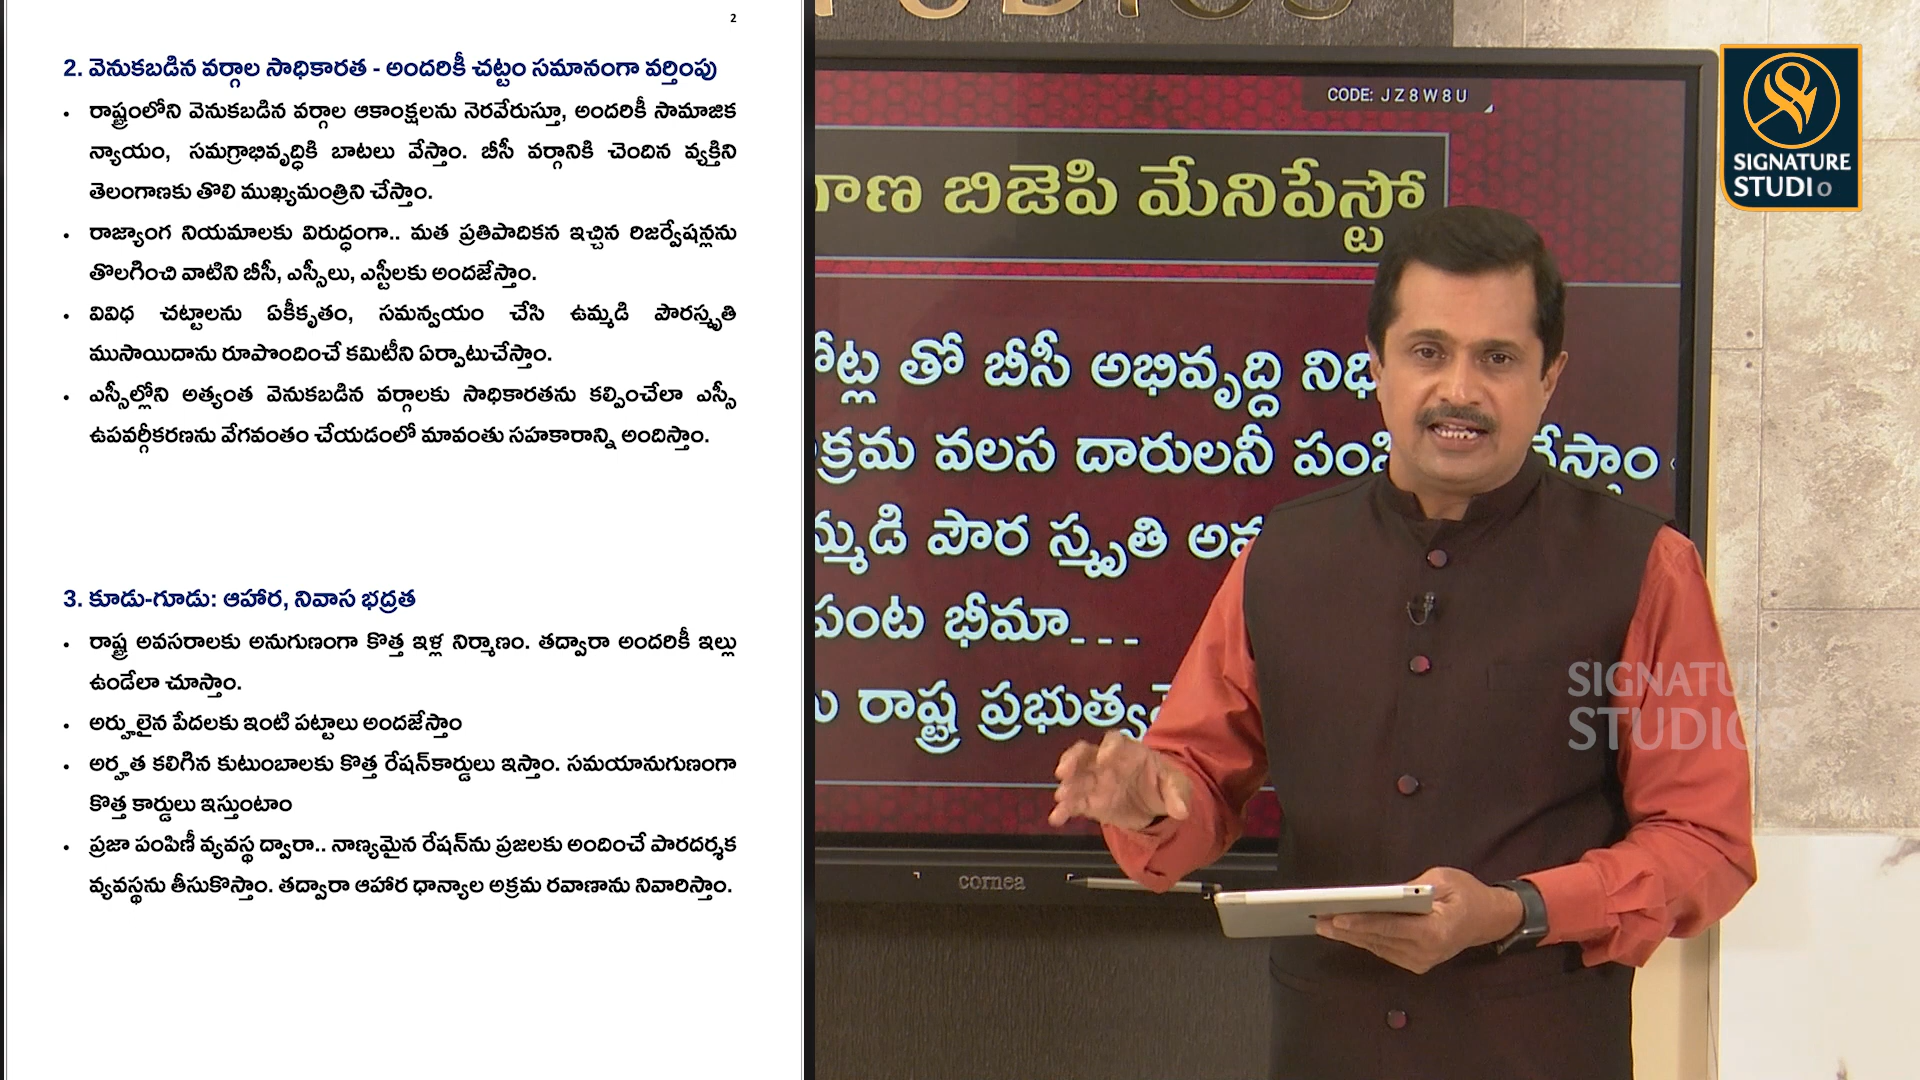 2
2. వెనుకబడిన వర్గాల సాధికారత - అందరికీ చట్టం సమానంగా వర్తింపు
• రాష్ట్రంలోని వెనుకబడిన వర్గాల ఆకాంక్షలను నెరవేరుస్తూ, అందరికీ సామాజిక
న్యాయం, సమగ్రాభివృద్ధికి బాటలు వేస్తాం. బీసీ వర్గానికి చెందిన వ్యక్తిని
తెలంగాణకు తొలి ముఖ్యమంత్రిని చేస్తాం.
• రాజ్యాంగ నియమాలకు విరుద్ధంగా.. మత ప్రతిపాదికన ఇచ్చిన రిజర్వేషన్లను
తొలగించి వాటిని బీసీ, ఎస్సీలు, ఎస్టీలకు అందజేస్తాం.
• వివిధ చట్టాలను ఏకీకృతం, సమన్వయం చేసి ఉమ్మడి పౌరస్మృతి
ముసాయిదాను రూపొందించే కమిటీని ఏర్పాటుచేస్తాం.
• ఎస్సీల్లోని అత్యంత వెనుకబడిన వర్గాలకు సాధికారతను కల్పించేలా ఎస్సీ
ఉపవర్గీకరణను వేగవంతం చేయడంలో మావంతు సహకారాన్ని అందిస్తాం.
3. కూడు-గూడు: ఆహార, నివాస భద్రత
• రాష్ట్ర అవసరాలకు అనుగుణంగా కొత్త ఇళ్ల నిర్మాణం. తద్వారా అందరికీ ఇల్లు
ఉండేలా చూస్తాం.
• అర్హులైన పేదలకు ఇంటి పట్టాలు అందజేస్తాం
• అర్హత కలిగిన కుటుంబాలకు కొత్త రేషన్‌కార్డులు ఇస్తాం. సమయానుగుణంగా
కొత్త కార్డులు ఇస్తుంటాం
• ప్రజా పంపిణీ వ్యవస్థ ద్వారా.. నాణ్యమైన రేషన్‌ను ప్రజలకు అందించే పారదర్శక
వ్యవస్థను తీసుకొస్తాం. తద్వారా ఆహార ధాన్యాల అక్రమ రవాణాను నివారిస్తాం.
CODE: JZ8W8U
బిజెపి మేనిపేస్టో
తో బీసీ అభివృద్ది
వలస దారులనీ
పౌర స్మృతి
భీమా---
రాష్ట్ర
cornea
SIGNATURE
STUDIO
SIGNATURE
STUDIOS